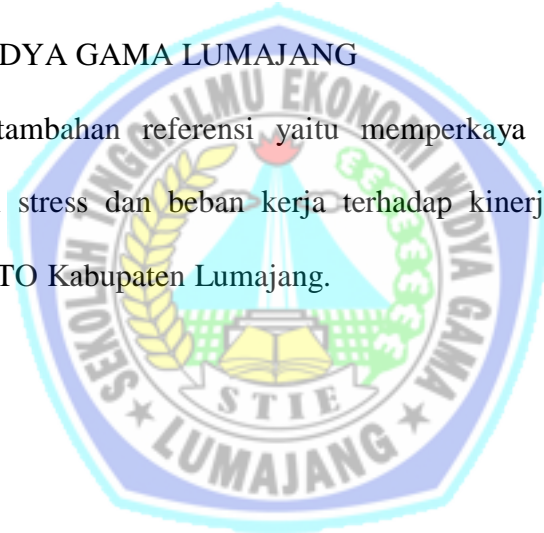 DYA GAMA LUMAJANG
tambahan referensi yaitu memperkaya
stress dan beban kerja terhadap kinerj
TO Kabupaten Lumajang.
SEKOLAH TINGGI ILMU EKONOMI WIDYA GAMA
STIE
LUMAJANG